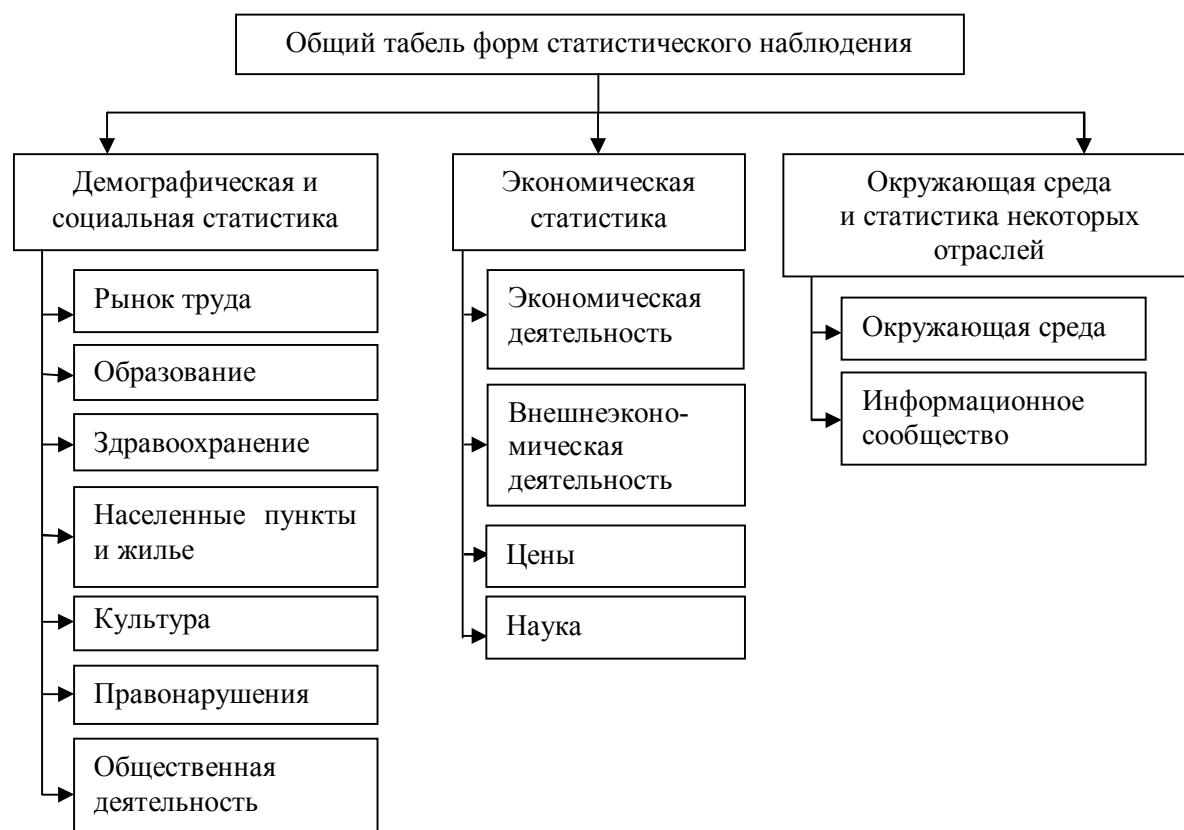 Общий табель форм статистического наблюдения
Демографическая и
социальная статистика
Рынок труда
Образование
Здравоохранение
Населенные пункты
и жилье
Культура
Правонарушения
Общественная
деятельность
Экономическая
статистика
Экономическая
деятельность
Внешнеэконо-
мическая
деятельность
Цены
Наука
Окружающая среда
и статистика некоторых
отраслей
Окружающая среда
Информационное
сообщество